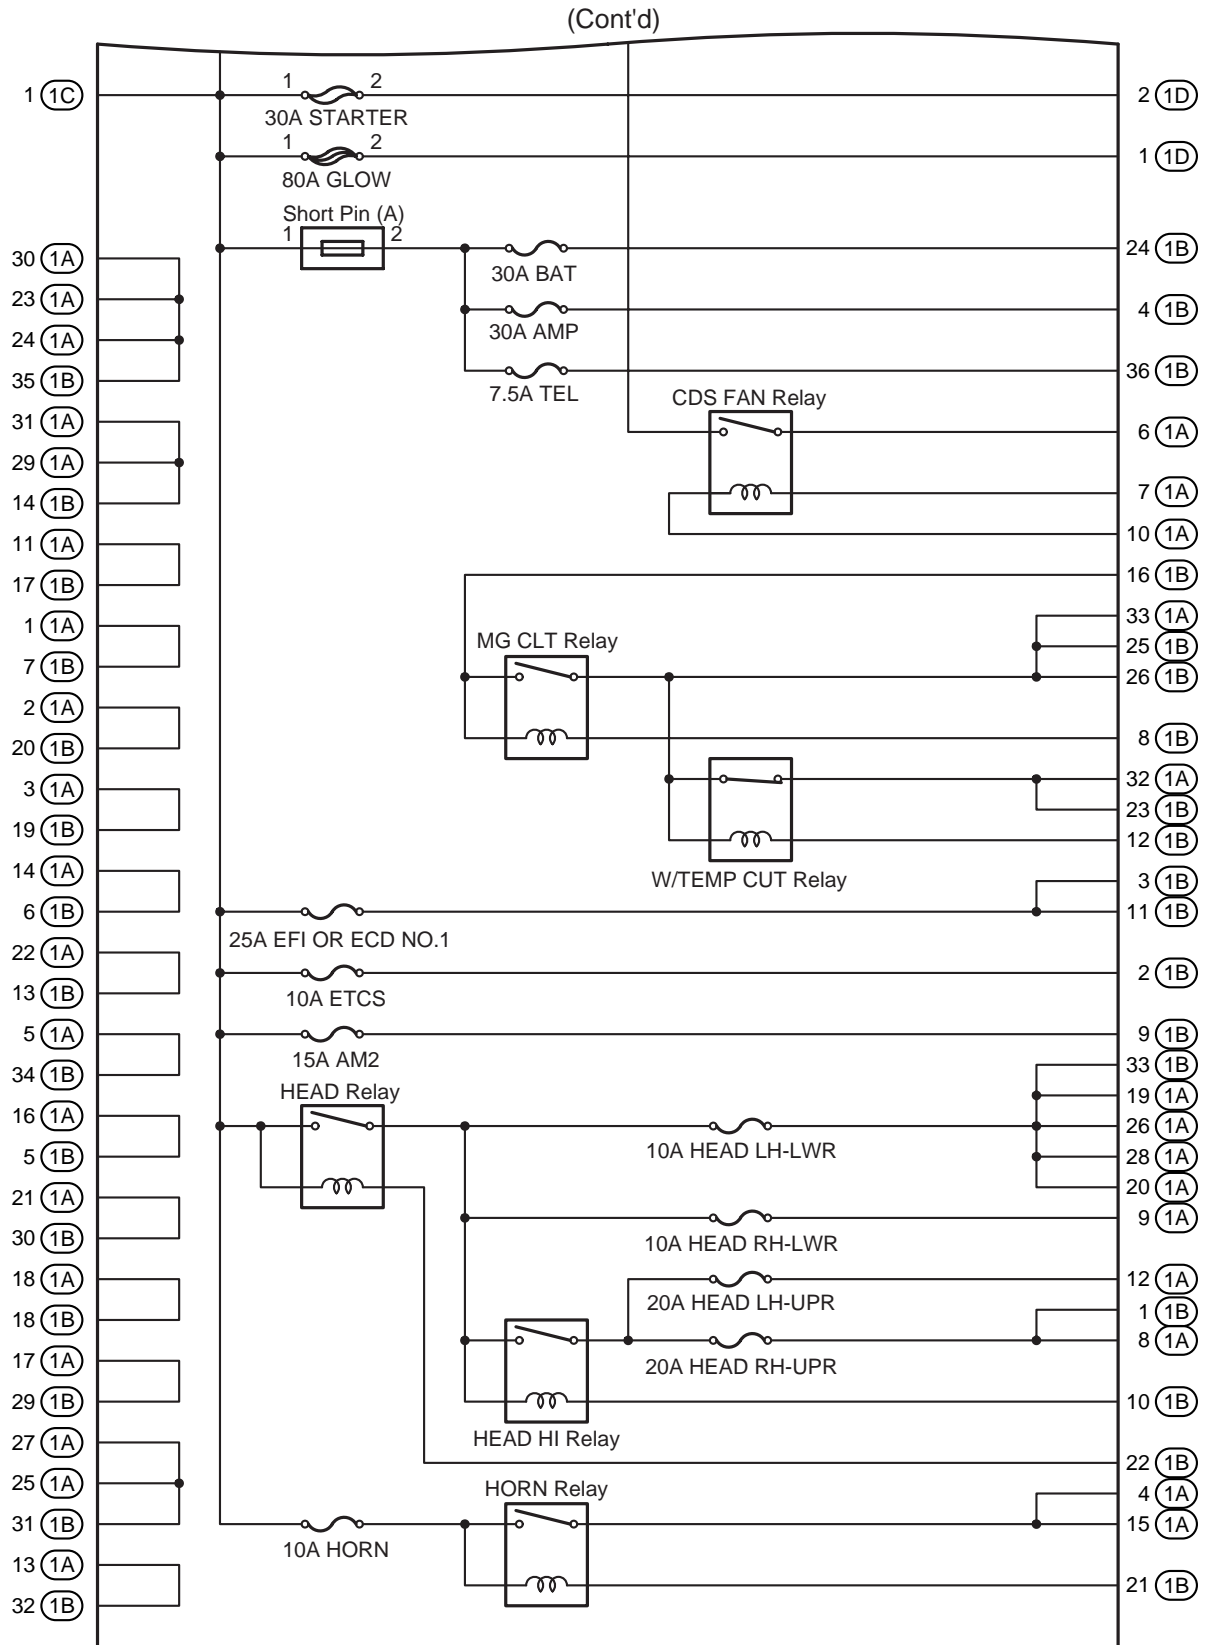 (Cont'd)
1 1C
1 2
30A STARTER
2 1D
1 2
80A GLOW
1 1D
Short Pin (A)
1 2
30A BAT
24 1B
30 1A
23 1A
30A AMP
4 1B
24 1A
35 1B
7.5A TEL
36 1B
CDS FAN Relay
31 1A
6 1A
29 1A
14 1B
7 1A
11 1A
10 1A
17 1B
16 1B
1 1A
33 1A
MG CLT Relay
25 1B
7 1B
26 1B
2 1A
20 1B
8 1B
3 1A
32 1A
19 1B
23 1B
12 1B
14 1A
W/TEMP CUT Relay
3 1B
6 1B
11 1B
25A EFI OR ECD NO.1
22 1A
13 1B
2 1B
10A ETCS
5 1A
9 1B
15A AM2
34 1B
33 1B
HEAD Relay
19 1A
16 1A
26 1A
10A HEAD LH-LWR
5 1B
28 1A
21 1A
20 1A
30 1B
9 1A
10A HEAD RH-LWR
18 1A
12 1A
20A HEAD LH-UPR
18 1B
1 1B
17 1A
8 1A
20A HEAD RH-UPR
29 1B
10 1B
HEAD HI Relay
27 1A
22 1B
25 1A
HORN Relay
4 1A
31 1B
15 1A
10A HORN
13 1A
21 1B
32 1B